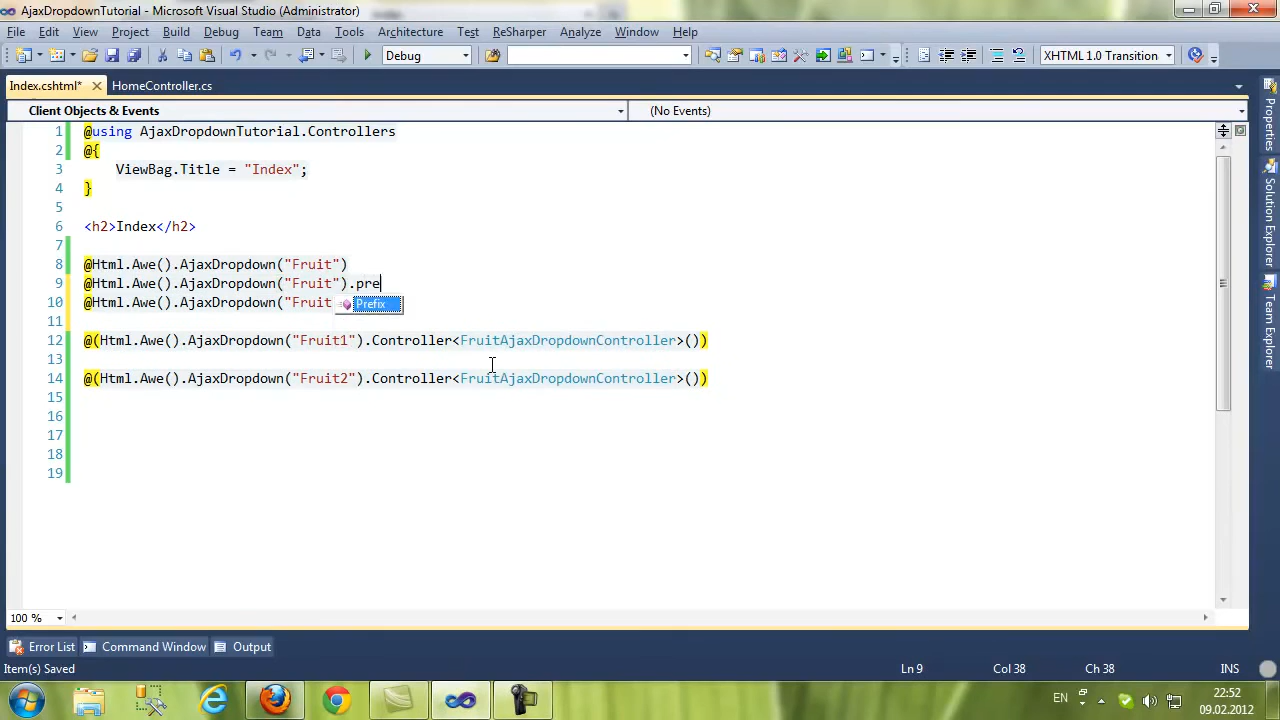 AjaxDropdownTutorial - Microsoft Visual Studio (Administrator)
File Edit View Project Build Debug Team Data Tools Architecture Test ReSharper Analyze Window Help
Debug XHTML 1.0 Transition
Index.cshtml* HomeController.cs
Client Objects & Events (No Events)
1 @using AjaxDropdownTutorial.Controllers
2 @{
3 ViewBag.Title = "Index";
4 }
5
6 <h2>Index</h2>
7
8 @Html.Awe().AjaxDropdown("Fruit")
9 @Html.Awe().AjaxDropdown("Fruit").pre
10 @Html.Awe().AjaxDropdown("Fruit
Prefix
11
12 @(Html.Awe().AjaxDropdown("Fruit1").Controller<FruitAjaxDropdownController>())
13
14 @(Html.Awe().AjaxDropdown("Fruit2").Controller<FruitAjaxDropdownController>())
15
16
17
18
19
Properties
Solution Explorer
Team Explorer
100 %
Error List Command Window Output
Item(s) Saved Ln 9 Col 38 Ch 38 INS
EN 22:52
09.02.2012